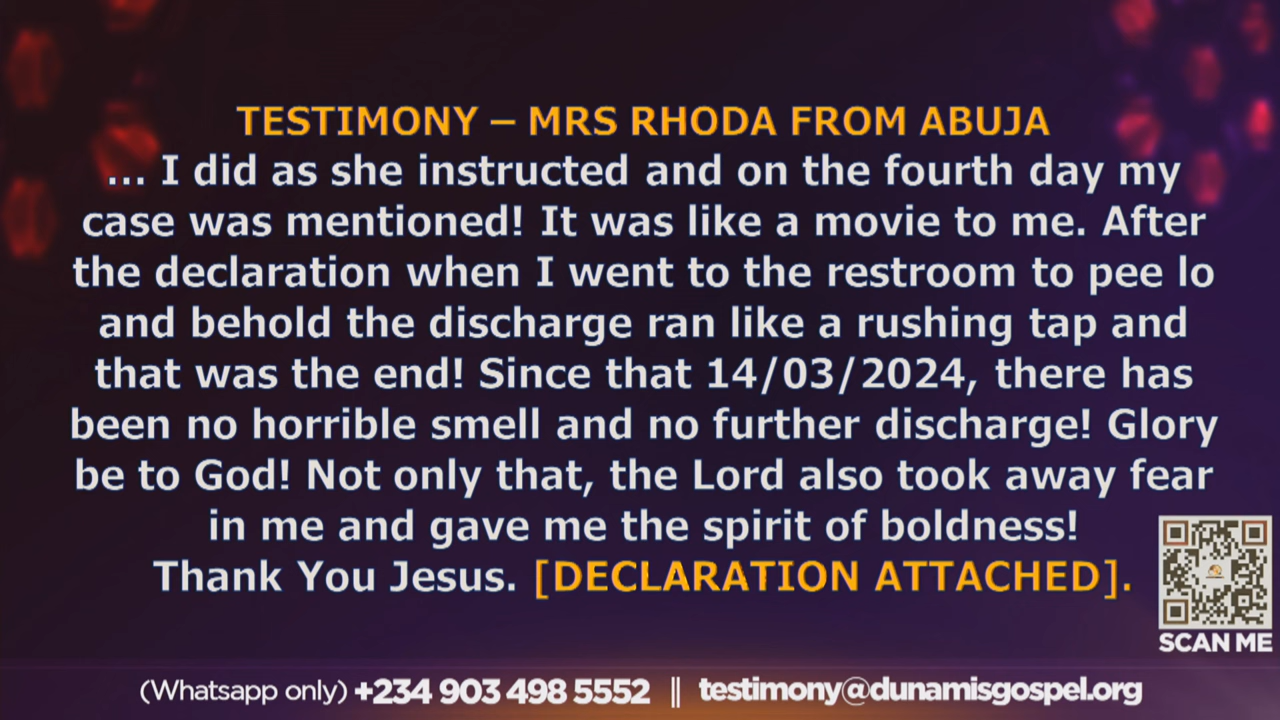 TESTIMONY – MRS RHODA FROM ABUJA
... I did as she instructed and on the fourth day my
case was mentioned! It was like a movie to me. After
the declaration when I went to the restroom to pee lo
and behold the discharge ran like a rushing tap and
that was the end! Since that 14/03/2024, there has
been no horrible smell and no further discharge! Glory
be to God! Not only that, the Lord also took away fear
in me and gave me the spirit of boldness!
Thank You Jesus. [DECLARATION ATTACHED].
SCAN ME
(Whatsapp only) +234 903 498 5552 || testimony@dunamisgospel.org